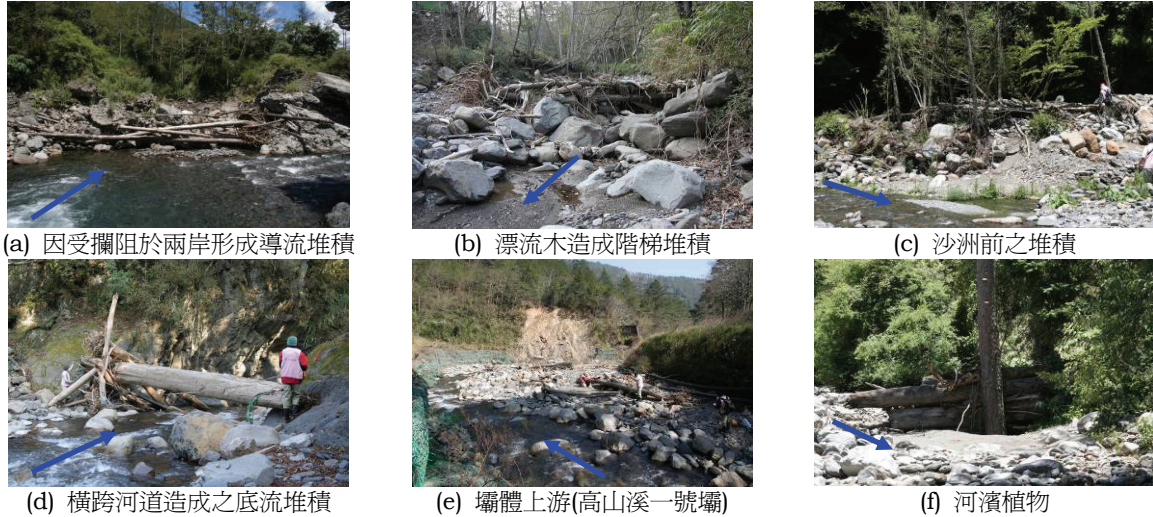 (a) 因受攔阻於兩岸形成導流堆積
(b) 漂流木造成階梯堆積
(c) 沙洲前之堆積
(d) 橫跨河道造成之底流堆積
(e) 壩體上游(高山溪一號壩)
(f) 河濱植物